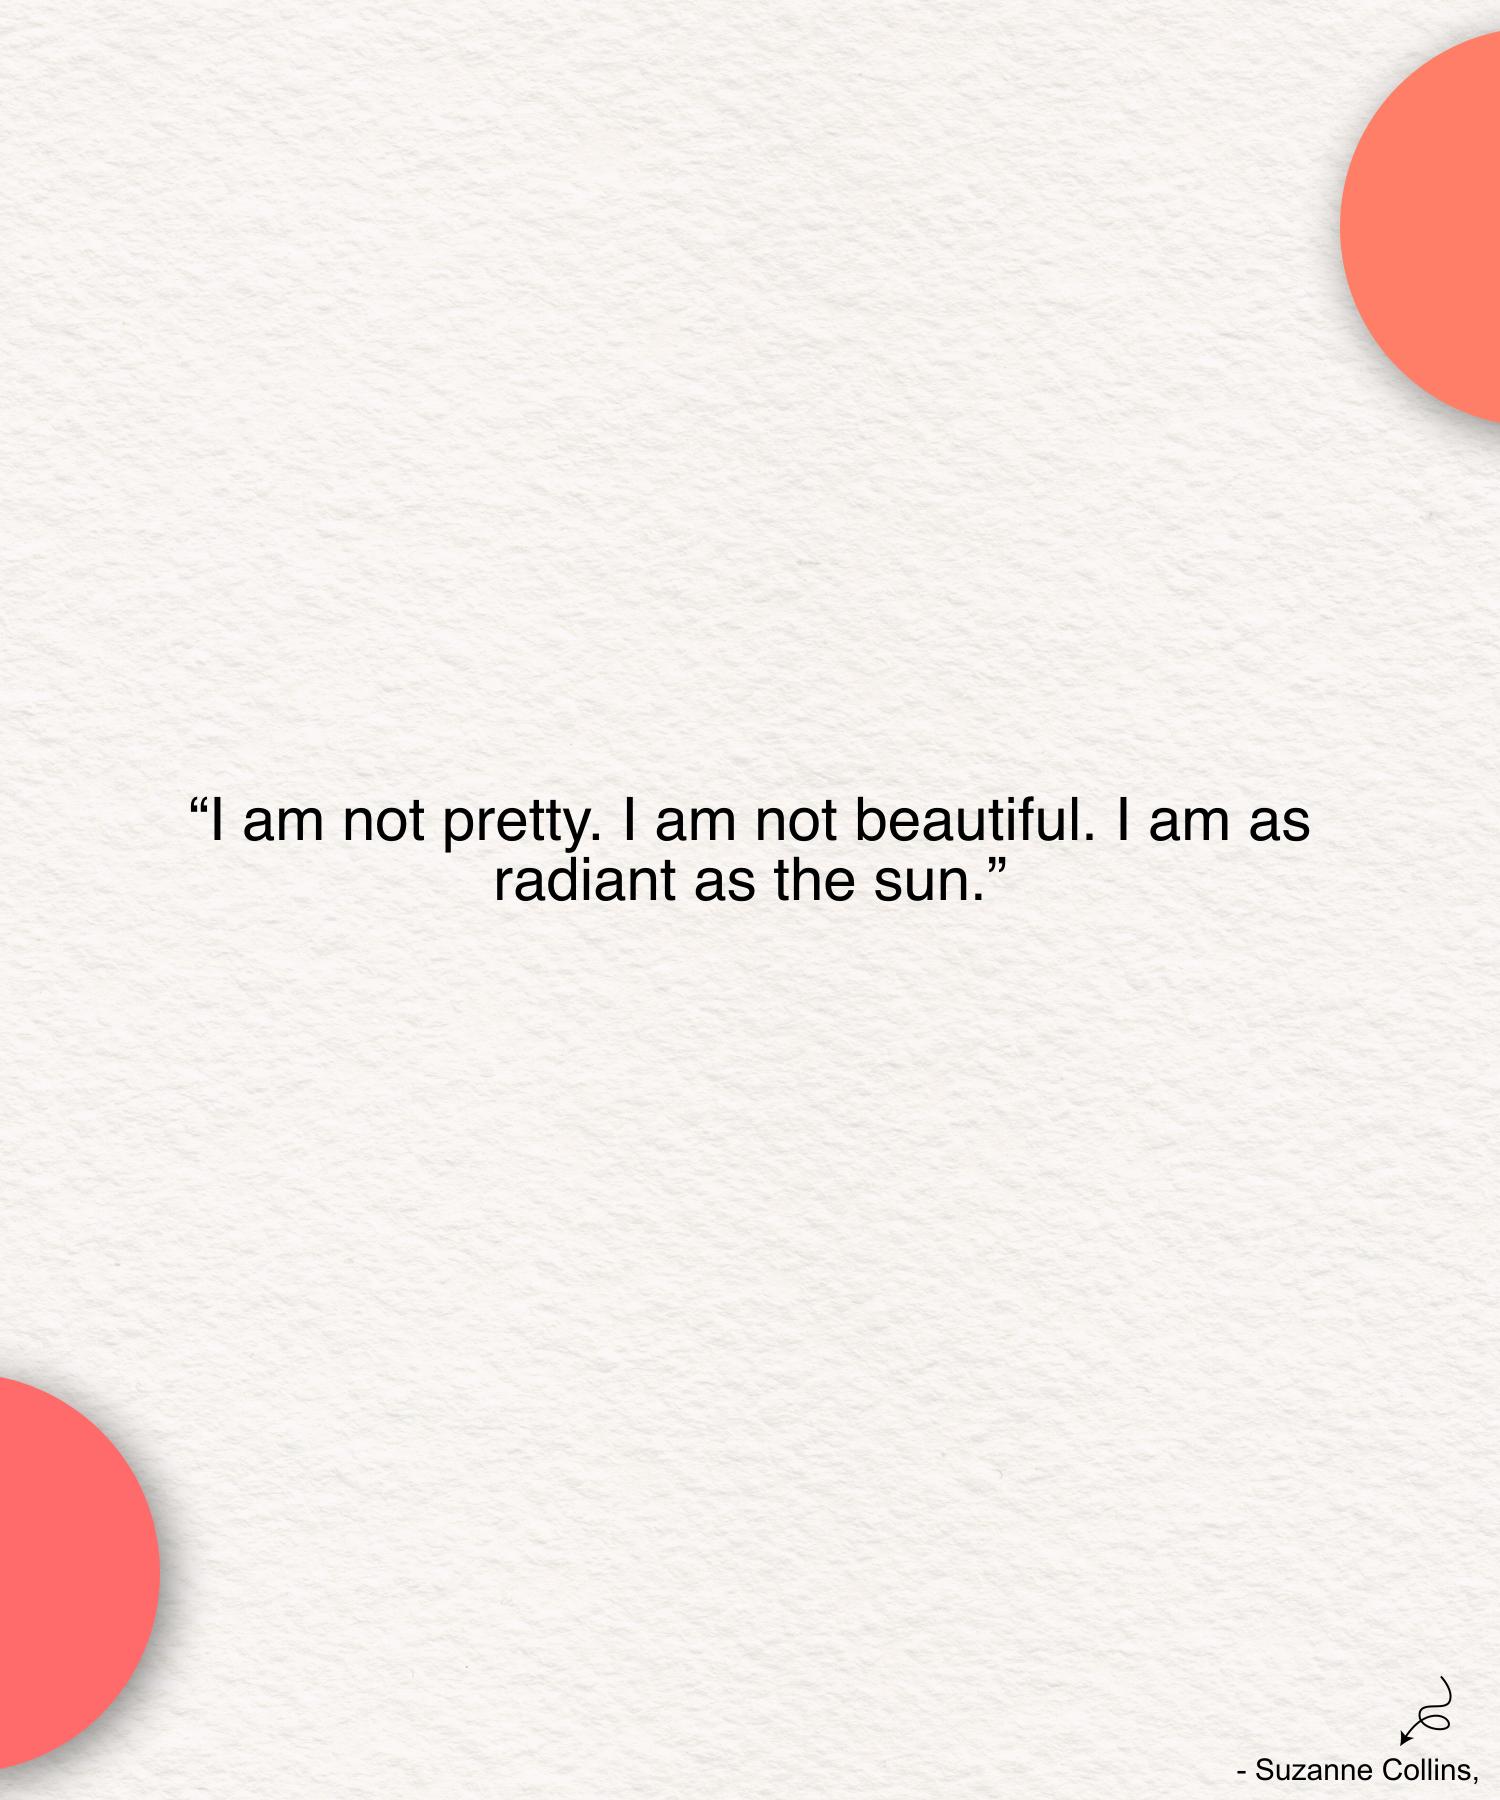 “I am not pretty. I am not beautiful. I am as
radiant as the sun.”
- Suzanne Collins,